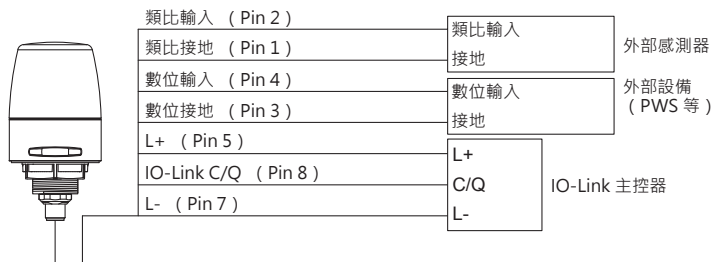 類比輸入 （Pin 2）
類比接地 （Pin 1）
數位輸入 （Pin 4）
數位接地 （Pin 3）
L+ （Pin 5）
IO-Link C/Q （Pin 8）
L- （Pin 7）
類比輸入
接地
外部感測器
數位輸入
接地
外部設備
（PWS 等）
L+
C/Q
L-
IO-Link 主控器